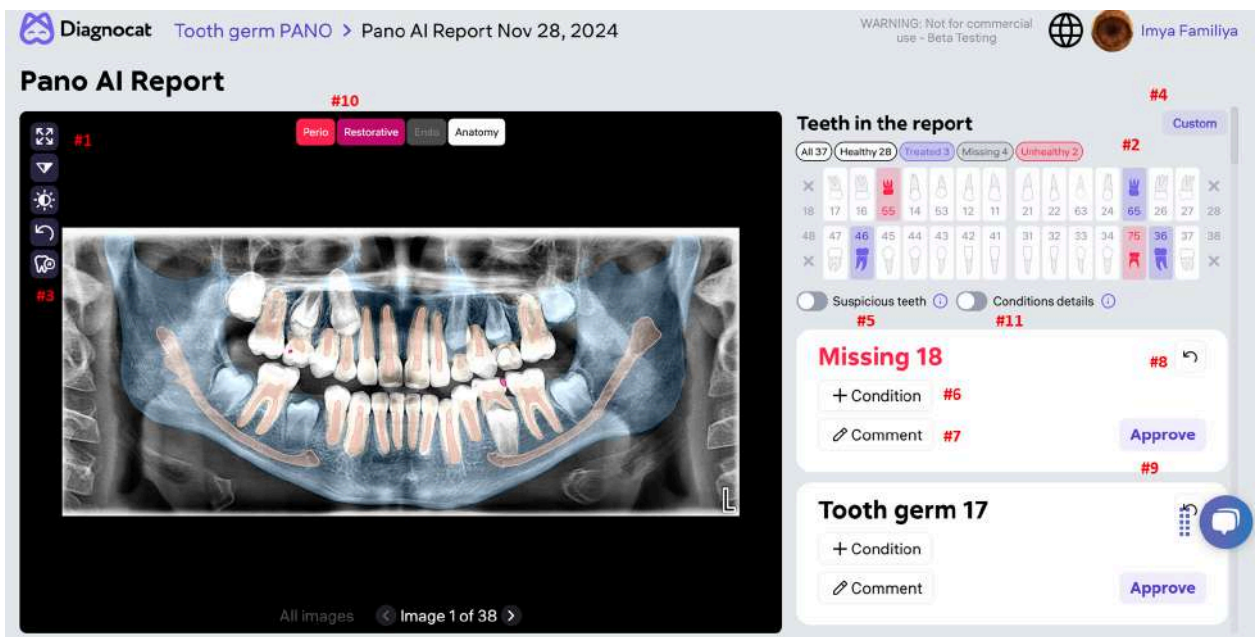 Diagnocat Tooth germ PANO > Pano AI Report Nov 28, 2024
WARNING: Not for commercial
use - Beta Testing
Imya Familiya
Pano AI Report
#10
#4
#1
Perio Restorative Endo Anatomy
Teeth in the report
Custom
All 37 Healthy 28 Treated 3 Missing 4 Unhealthy 2
#2
18 17 16 55 14 53 12 11 21 22 63 24 65 26 27 28
48 47 46 45 44 43 42 41 31 32 33 34 75 36 37 38
#3
Suspicious teeth Conditions details
#5 #11
Missing 18
#8
+ Condition #6
Comment #7
Approve
#9
Tooth germ 17
+ Condition
Comment
Approve
L
All images Image 1 of 38